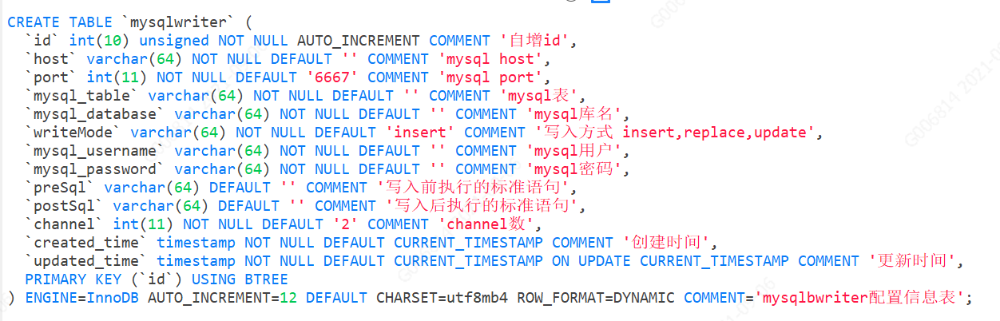 CREATE TABLE `mysqlwriter` (
  `id` int(10) unsigned NOT NULL AUTO_INCREMENT COMMENT '自增id',
  `host` varchar(64) NOT NULL DEFAULT '' COMMENT 'mysql host',
  `port` int(11) NOT NULL DEFAULT '6667' COMMENT 'mysql port',
  `mysql_table` varchar(64) NOT NULL DEFAULT '' COMMENT 'mysql表',
  `mysql_database` varchar(64) NOT NULL DEFAULT '' COMMENT 'mysql库名',
  `writeMode` varchar(64) NOT NULL DEFAULT 'insert' COMMENT '写入方式 insert,replace,update',
  `mysql_username` varchar(64) NOT NULL DEFAULT '' COMMENT 'mysql用户',
  `mysql_password` varchar(64) NOT NULL DEFAULT '' COMMENT 'mysql密码',
  `preSql` varchar(64) DEFAULT '' COMMENT '写入前执行的标准语句',
  `postSql` varchar(64) DEFAULT '' COMMENT '写入后执行的标准语句',
  `channel` int(11) NOT NULL DEFAULT '2' COMMENT 'channel数',
  `created_time` timestamp NOT NULL DEFAULT CURRENT_TIMESTAMP COMMENT '创建时间',
  `updated_time` timestamp NOT NULL DEFAULT CURRENT_TIMESTAMP ON UPDATE CURRENT_TIMESTAMP COMMENT '更新时间',
  PRIMARY KEY (`id`) USING BTREE
) ENGINE=InnoDB AUTO_INCREMENT=12 DEFAULT CHARSET=utf8mb4 ROW_FORMAT=DYNAMIC COMMENT='mysqlbwriter配置信息表';